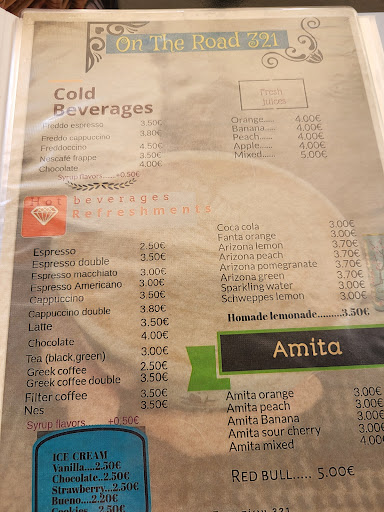 On The Road 321
Cold
Beverages
Freddo espresso 3.50€
Freddo cappuccino 3.80€
Freddoccino 4.50€
Nescafé frappe 3.50€
Chocolate 4.00€
Syrup flavors......+0.50€
Fresh
juices
Orange..... 4.00€
Banana..... 4.00€
Peach...... 4.00€
Apple..... 4.00€
Mixed..... 5.00€
Hot beverages
Refreshments
Espresso 2.50€
Espresso double 3.50€
Espresso macchiato 3.00€
Espresso Americano 3.00€
Cappuccino 3.50€
Cappuccino double 3.80€
Latte 3.50€
Chocolate 4.00€
Tea (black,green) 3.00€
Greek coffee 2.50€
Greek coffee double 3.50€
Filter coffee 3.50€
Nes 3.50€
Syrup flavors +0.50€
Coca cola 3.00€
Fanta orange 3.00€
Arizona lemon 3.70€
Arizona peach 3.70€
Arizona pomegranate 3.70€
Arizona green 3.70€
Sparkling water 3.00€
Schweppes lemon 3.00€
Homade lemonade.........3.50€
Amita
Amita orange 3.00€
Amita peach 3.00€
Amita Banana 3.00€
Amita sour cherry 3.00€
Amita mixed 4.00€
Red bull..... 5.00€
ICE CREAM
Vanilla....2.50€
Chocolate..2.50€
Strawberry...2.50€
Bueno....2.20€
Cookies...2.50€
321